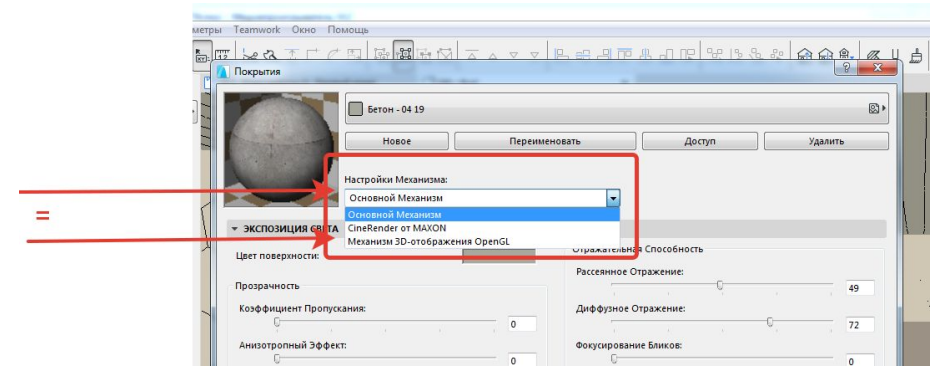 метры Teamwork Окно Помощь
Покрытия
Бетон - 04 19
Новое Переименовать Доступ Удалить
Настройки Механизма:
Основной Механизм
Основной Механизм
CineRender от MAXON
Механизм 3D-отображения OpenGL
ЭКСПОЗИЦИЯ СВЕТА
=
Цвет поверхности:
Отражательная Способность
Рассеянное Отражение:
49
Прозрачность
Коэффициент Пропускания:
0
Диффузное Отражение:
72
Анизотропный Эффект:
0
Фокусирование Бликов:
0